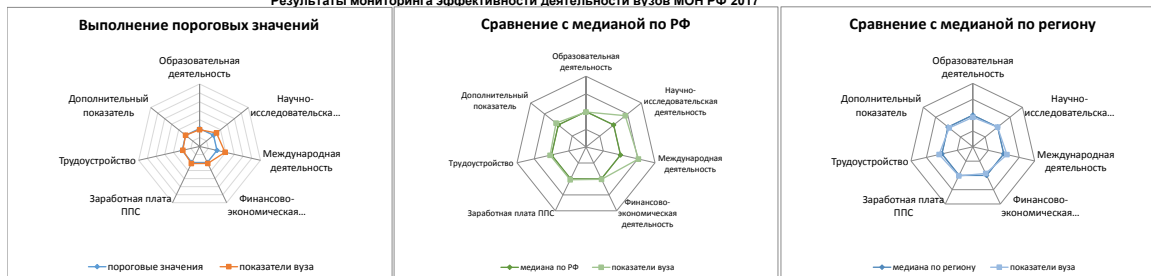 Результаты мониторинга эффективности деятельности вузов МОН РФ 2017
Выполнение пороговых значений
Образовательная
деятельность
Научно-
исследовательска...
Международная
деятельность
Финансово-
экономическая...
Заработная плата
ППС
Трудоустройство
Дополнительный
показатель
пороговые значения
показатели вуза
Сравнение с медианой по РФ
Образовательная
деятельность
Научно-
исследовательская
деятельность
Международная
деятельность
Финансово-
экономическая
деятельность
Заработная плата ППС
Трудоустройство
Дополнительный
показатель
медиана по РФ
показатели вуза
Сравнение с медианой по региону
Образовательная
деятельность
Научно-
исследовательска...
Международная
деятельность
Финансово-
экономическая...
Заработная плата
ППС
Трудоустройство
Дополнительный
показатель
медиана по региону
показатели вуза